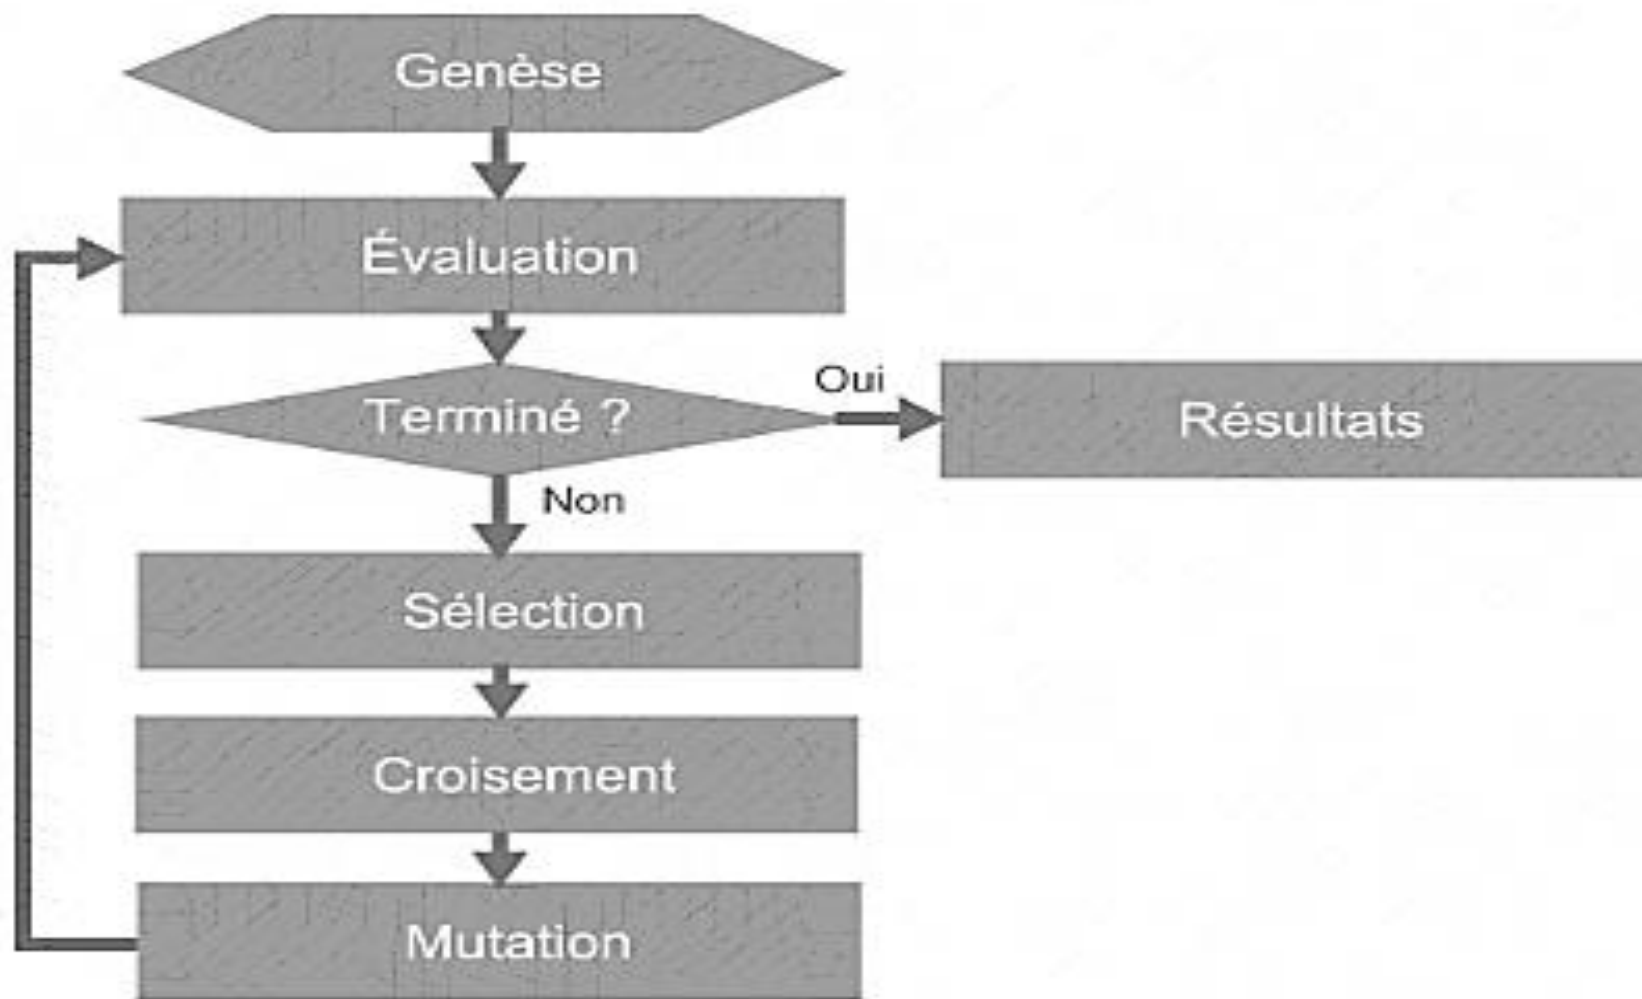 Genèse
Évaluation
Terminé ?
Oui
Résultats
Non
Sélection
Croisement
Mutation